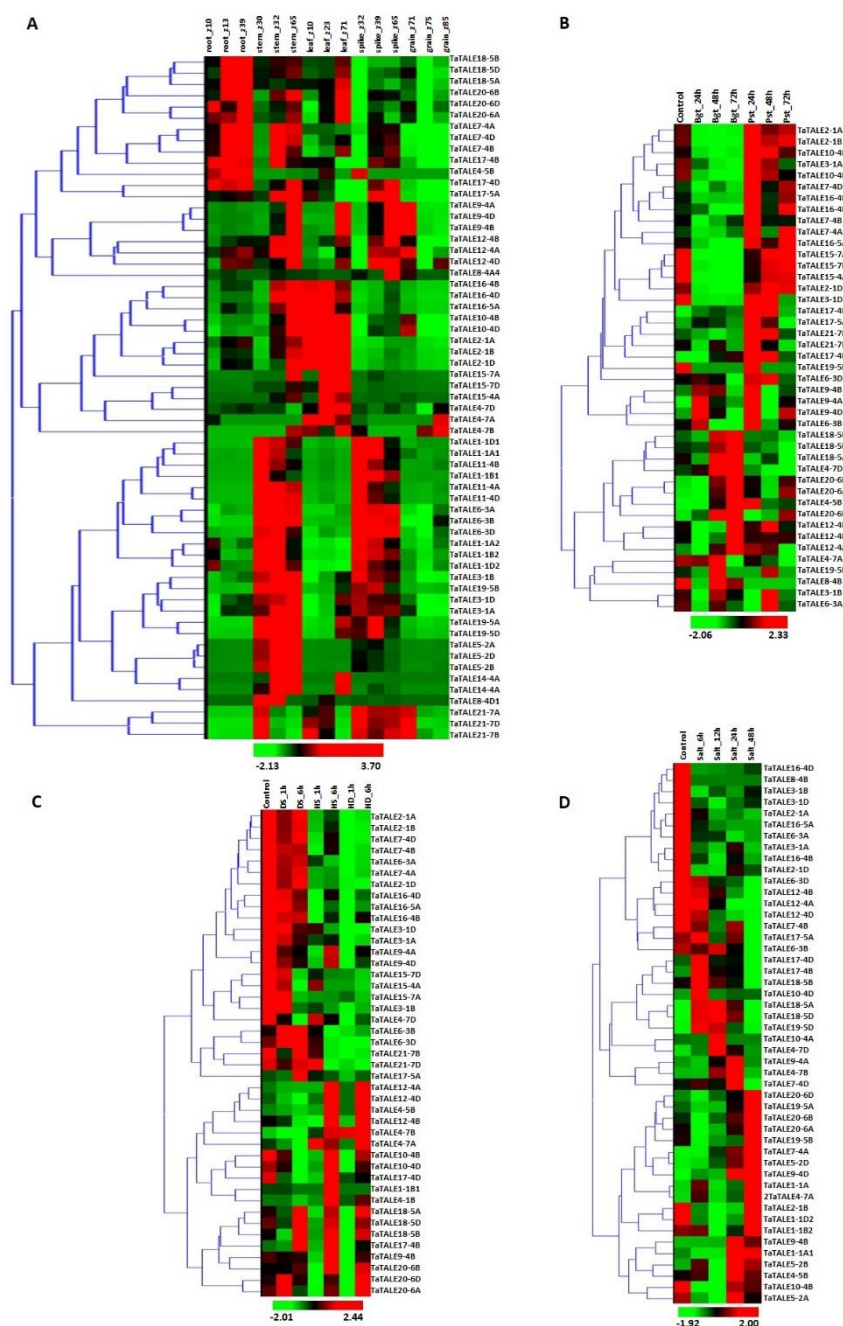 A
root_z10
root_z13
root_z39
stem_z30
stem_z32
stem_z65
leaf_z10
leaf_z23
leaf_z71
spike_z32
spike_z39
spike_z65
grain_z71
grain_z75
grain_z85
TaTALE18-5B
TaTALE18-5D
TaTALE18-5A
TaTALE20-6B
TaTALE20-6D
TaTALE20-6A
TaTALE7-4A
TaTALE7-4D
TaTALE7-4B
TaTALE17-4B
TaTALE4-5B
TaTALE17-4D
TaTALE17-5A
TaTALE9-4A
TaTALE9-4D
TaTALE9-4B
TaTALE12-4B
TaTALE12-4A
TaTALE12-4D
TaTALE8-4A4
TaTALE16-4B
TaTALE16-4D
TaTALE16-5A
TaTALE10-4B
TaTALE10-4D
TaTALE2-1A
TaTALE2-1B
TaTALE2-1D
TaTALE15-7A
TaTALE15-7D
TaTALE15-4A
TaTALE4-7D
TaTALE4-7A
TaTALE4-7B
TaTALE1-1D1
TaTALE1-1A1
TaTALE11-4B
TaTALE1-1B1
TaTALE11-4A
TaTALE11-4D
TaTALE6-3A
TaTALE6-3B
TaTALE6-3D
TaTALE1-1A2
TaTALE1-1B2
TaTALE1-1D2
TaTALE3-1B
TaTALE19-5B
TaTALE3-1D
TaTALE3-1A
TaTALE19-5A
TaTALE19-5D
TaTALE5-2A
TaTALE5-2D
TaTALE5-2B
TaTALE14-4A
TaTALE14-4A
TaTALE8-4D1
TaTALE21-7A
TaTALE21-7D
TaTALE21-7B
-2.13
3.70
B
Control
Bgt_24h
Bgt_48h
Bgt_72h
Pst_24h
Pst_48h
Pst_72h
TaTALE2-1A
TaTALE2-1B
TaTALE3-1A
TaTALE7-4D
TaTALE7-4B
TaTALE7-4A
TaTALE16-5A
TaTALE15-7A
TaTALE15-4A
TaTALE2-1D
TaTALE3-1D
TaTALE17-5A
TaTALE6-3D
TaTALE9-4B
TaTALE9-4A
TaTALE9-4D
TaTALE6-3B
TaTALE18-5A
TaTALE4-7D
TaTALE20-6A
TaTALE4-5B
TaTALE12-4A
TaTALE4-7A
TaTALE8-4B
TaTALE3-1B
TaTALE6-3A
-2.06
2.33
C
Control
DS_1h
DS_6h
HS_1h
HS_6h
HD_1h
HD_6h
TaTALE2-1A
TaTALE2-1B
TaTALE7-4D
TaTALE7-4B
TaTALE6-3A
TaTALE7-4A
TaTALE2-1D
TaTALE16-4D
TaTALE16-5A
TaTALE16-4B
TaTALE3-1D
TaTALE3-1A
TaTALE9-4A
TaTALE9-4D
TaTALE15-7D
TaTALE15-4A
TaTALE15-7A
TaTALE3-1B
TaTALE4-7D
TaTALE6-3B
TaTALE6-3D
TaTALE21-7B
TaTALE21-7D
TaTALE17-5A
TaTALE12-4A
TaTALE12-4D
TaTALE4-5B
TaTALE12-4B
TaTALE4-7B
TaTALE4-7A
TaTALE10-4B
TaTALE10-4D
TaTALE17-4D
TaTALE1-1B1
TaTALE4-1B
TaTALE18-5A
TaTALE18-5D
TaTALE18-5B
TaTALE17-4B
TaTALE9-4B
TaTALE20-6B
TaTALE20-6D
TaTALE20-6A
-2.01
2.44
D
Control
Salt_6h
Salt_12h
Salt_24h
Salt_48h
TaTALE16-4D
TaTALE8-4B
TaTALE3-1B
TaTALE3-1D
TaTALE2-1A
TaTALE16-5A
TaTALE6-3A
TaTALE3-1A
TaTALE16-4B
TaTALE2-1D
TaTALE6-3D
TaTALE12-4B
TaTALE12-4A
TaTALE12-4D
TaTALE7-4B
TaTALE17-5A
TaTALE6-3B
TaTALE17-4D
TaTALE17-4B
TaTALE18-5B
TaTALE10-4D
TaTALE18-5A
TaTALE18-5D
TaTALE19-5D
TaTALE10-4A
TaTALE4-7D
TaTALE9-4A
TaTALE4-7B
TaTALE7-4D
TaTALE20-6D
TaTALE19-5A
TaTALE20-6B
TaTALE20-6A
TaTALE19-5B
TaTALE7-4A
TaTALE5-2D
TaTALE9-4D
TaTALE1-1A
2TaTALE4-7A
TaTALE2-1B
TaTALE1-1D2
TaTALE1-1B2
TaTALE9-4B
TaTALE1-1A1
TaTALE5-2B
TaTALE4-5B
TaTALE10-4B
TaTALE5-2A
-1.92
2.00